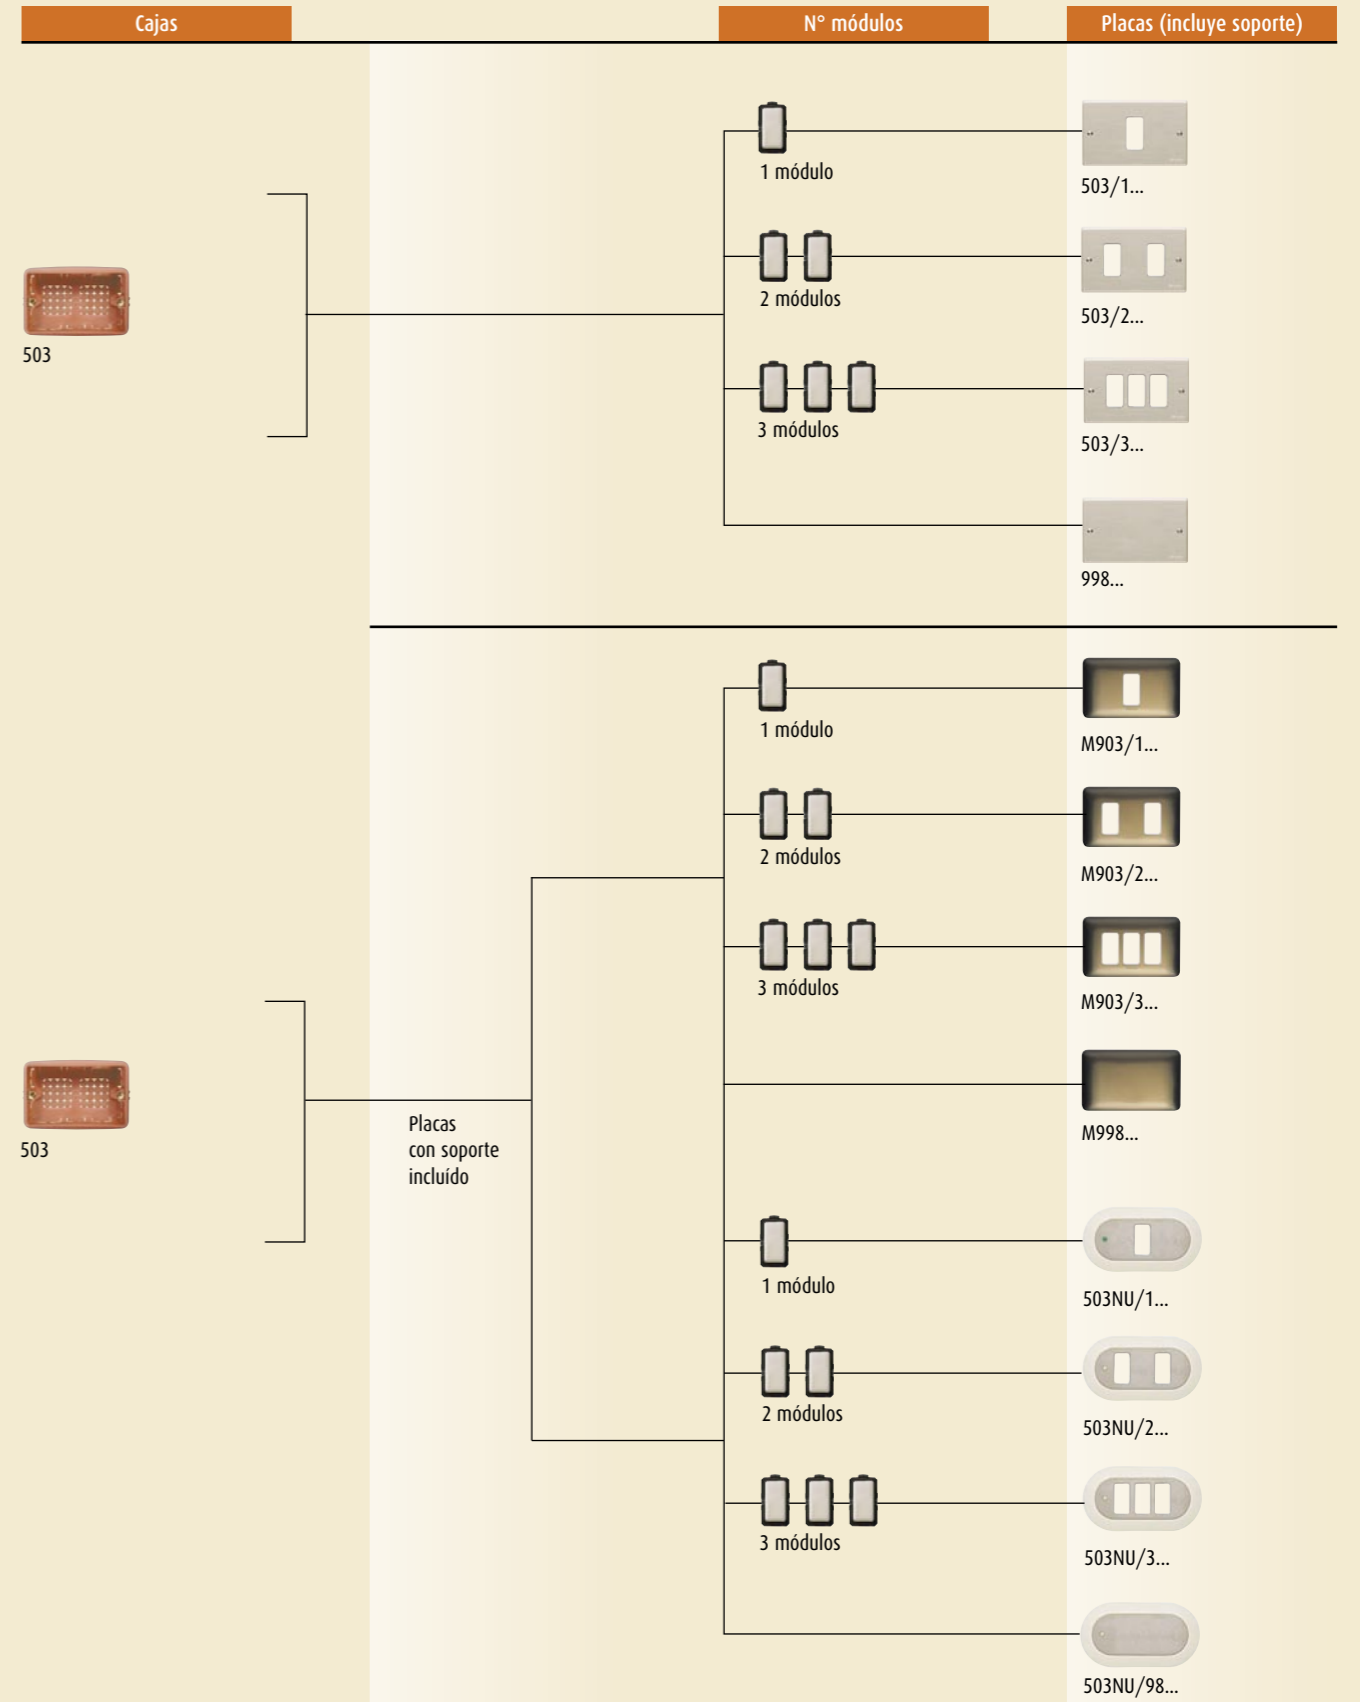 Cajas
N° módulos
Placas (incluye soporte)
1 módulo
503/1...
2 módulos
503/2...
503
3 módulos
503/3...
998...
1 módulo
M903/1...
2 módulos
M903/2...
3 módulos
M903/3...
503
Placas
con soporte
incluído
M998...
1 módulo
503NU/1...
2 módulos
503NU/2...
3 módulos
503NU/3...
503NU/98...